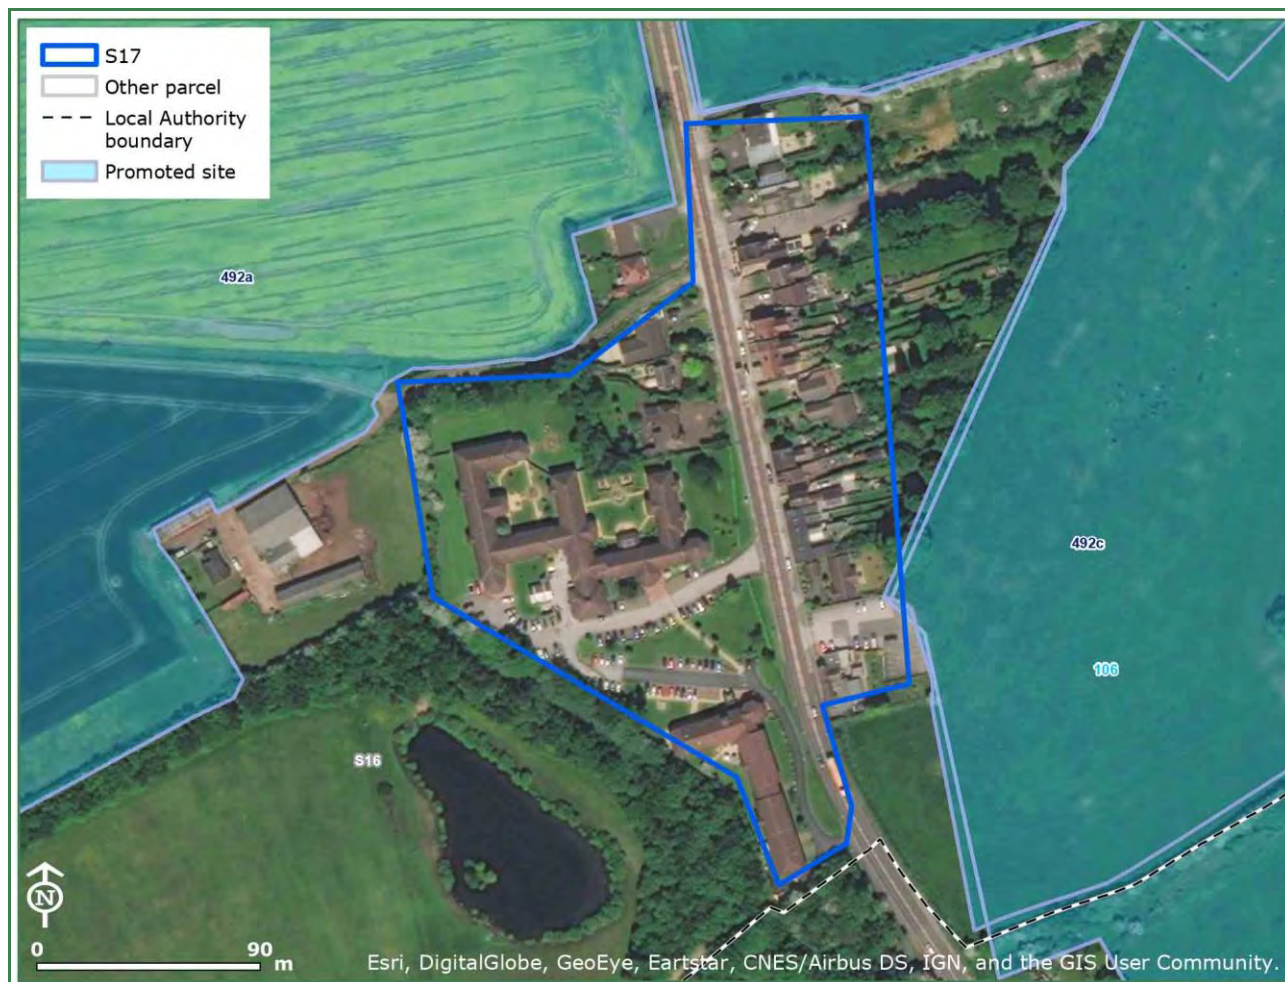 S17
Other parcel
Local Authority
boundary
Promoted site
492a
492c
106
S16
N
0 90 m
Esri, DigitalGlobe, GeoEye, Eartstar, CNES/Airbus DS, IGN, and the GIS User Community.